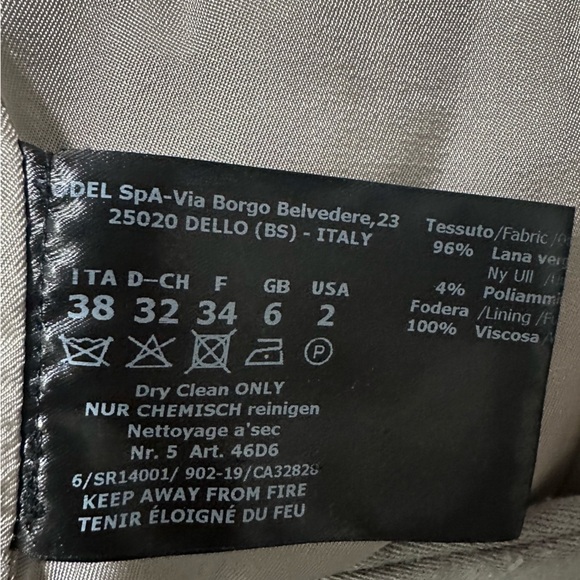 ODEL SpA-Via Borgo Belvedere,23
25020 DELLO (BS) - ITALY
ITA D-CH F GB USA
38 32 34 6 2
P
Dry Clean ONLY
NUR CHEMISCH reinigen
Nettoyage a'sec
Nr. 5 Art. 46D6
6/SR14001/ 902-19/CA32828
KEEP AWAY FROM FIRE
TENIR ÉLOIGNÉ DU FEU
Tessuto/Fabric/
96% Lana
Ny Ull /
4%
Fodera /Lining /
100% Viscosa